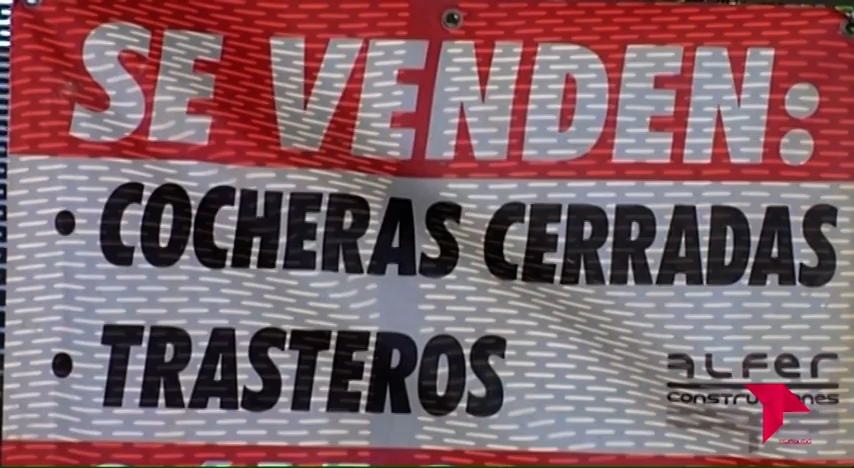 SE VENDEN:
• COCHERAS CERRADAS
• TRASTEROS
ALFER